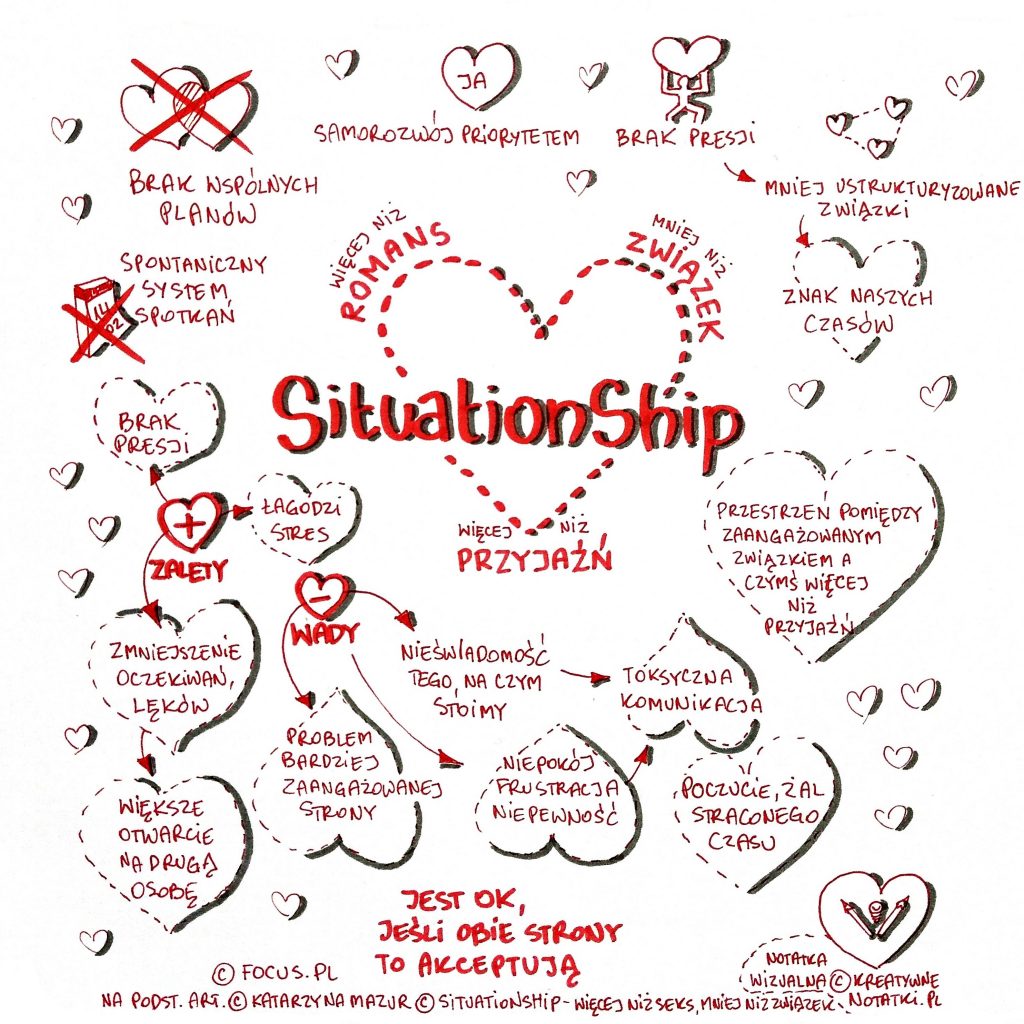 JA
SAMOROZWÓJ PRIORYTETEM
BRAK PRESJI
BRAK WSPÓLNYCH
PLANÓW
MNIEJ USTRUKTURYZOWANE
ZWIĄZKI
ZNAK NASZYCH
CZASÓW
SPONTANICZNY
SYSTEM
SPOTKAŃ
14
02
WIĘCEJ NIŻ
ROMANS
MNIEJ NIŻ
ZWIĄZEK
SituationShip
WIĘCEJ NIŻ
PRZYJAŹŃ
BRAK
PRESJI
+
ZALETY
ŁAGODZI
STRES
ZMNIEJSZENIE
OCZEKIWAŃ,
LĘKÓW
WIĘKSZE
OTWARCIE
NA DRUGĄ
OSOBĘ
-
WADY
NIEŚWIADOMOŚĆ
TEGO, NA CZYM
STOIMY
PROBLEM
BARDZIEJ
ZAANGAŻOWANEJ
STRONY
NIEPOKÓJ
FRUSTRACJA
NIEPEWNOŚĆ
TOKSYCZNA
KOMUNIKACJA
POCZUCIE, ŻAL
STRACONEGO
CZASU
PRZESTRZEŃ POMIĘDZY
ZAANGAŻOWANYM
ZWIĄZKIEM A
CZYMŚ WIĘCEJ
NIŻ
PRZYJAŹŃ
JEST OK,
JEŚLI OBIE STRONY
TO AKCEPTUJĄ
© FOCUS.PL
NA PODST. ART. © KATARZYNA MAZUR © SITUATIONSHIP - WIĘCEJ NIŻ SEKS, MNIEJ NIŻ ZWIĄZEK
NOTATKA
WIZUALNA © KREATYWNE
NOTATKI.PL